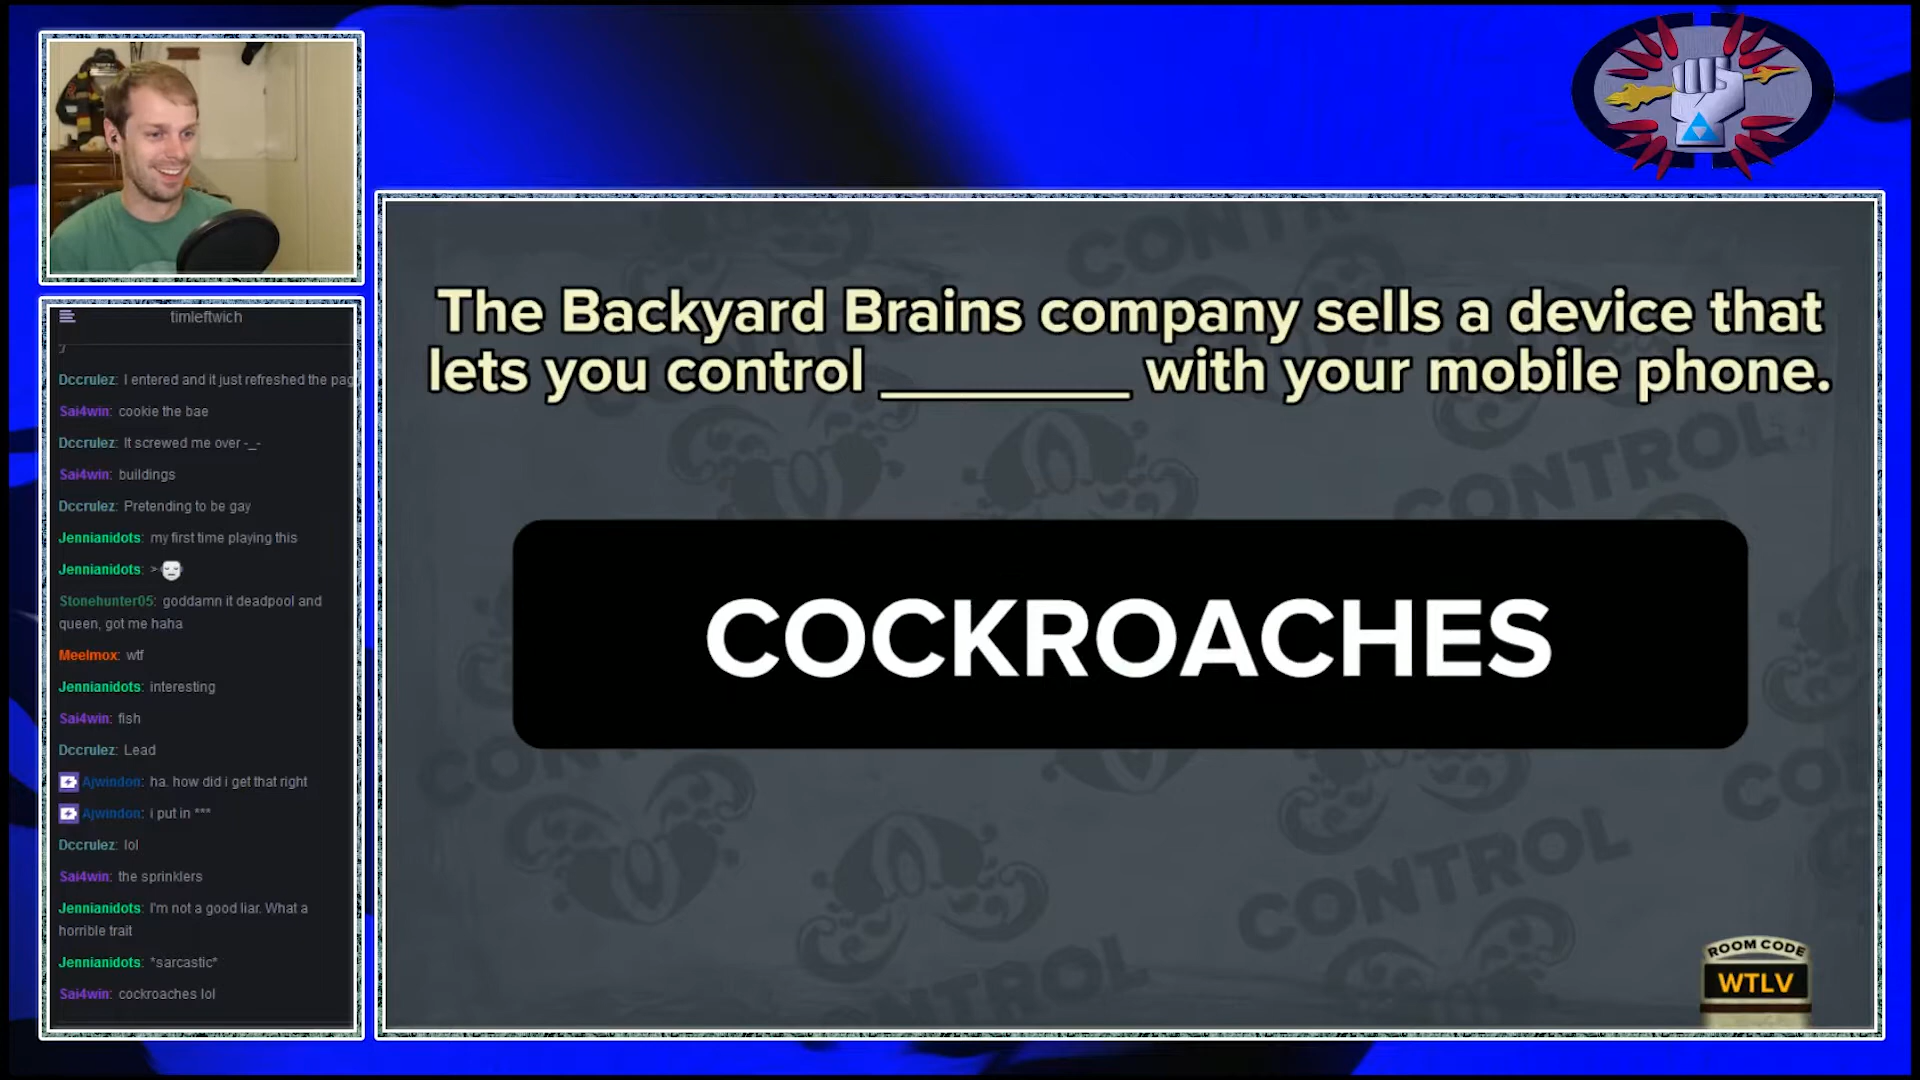 timleftwich
Dccrulez: I entered and it just refreshed the pag
Sai4win: cookie the bae
Dccrulez: It screwed me over -_-
Sai4win: buildings
Dccrulez: Pretending to be gay
Jennianidots: my first time playing this
Jennianidots: >
Stonehunter05: goddamn it deadpool and
queen, got me haha
Meelmox: wtf
Jennianidots: interesting
Sai4win: fish
Dccrulez: Lead
Ajwindon: ha. how did i get that right
Ajwindon: i put in ***
Dccrulez: lol
Sai4win: the sprinklers
Jennianidots: I'm not a good liar. What a
horrible trait
Jennianidots: *sarcastic*
Sai4win: cockroaches lol
The Backyard Brains company sells a device that
lets you control ________ with your mobile phone.
COCKROACHES
CONTROL
CONTROL
CONTROL
CONTROL
CONTROL
ROOM CODE
WTLV